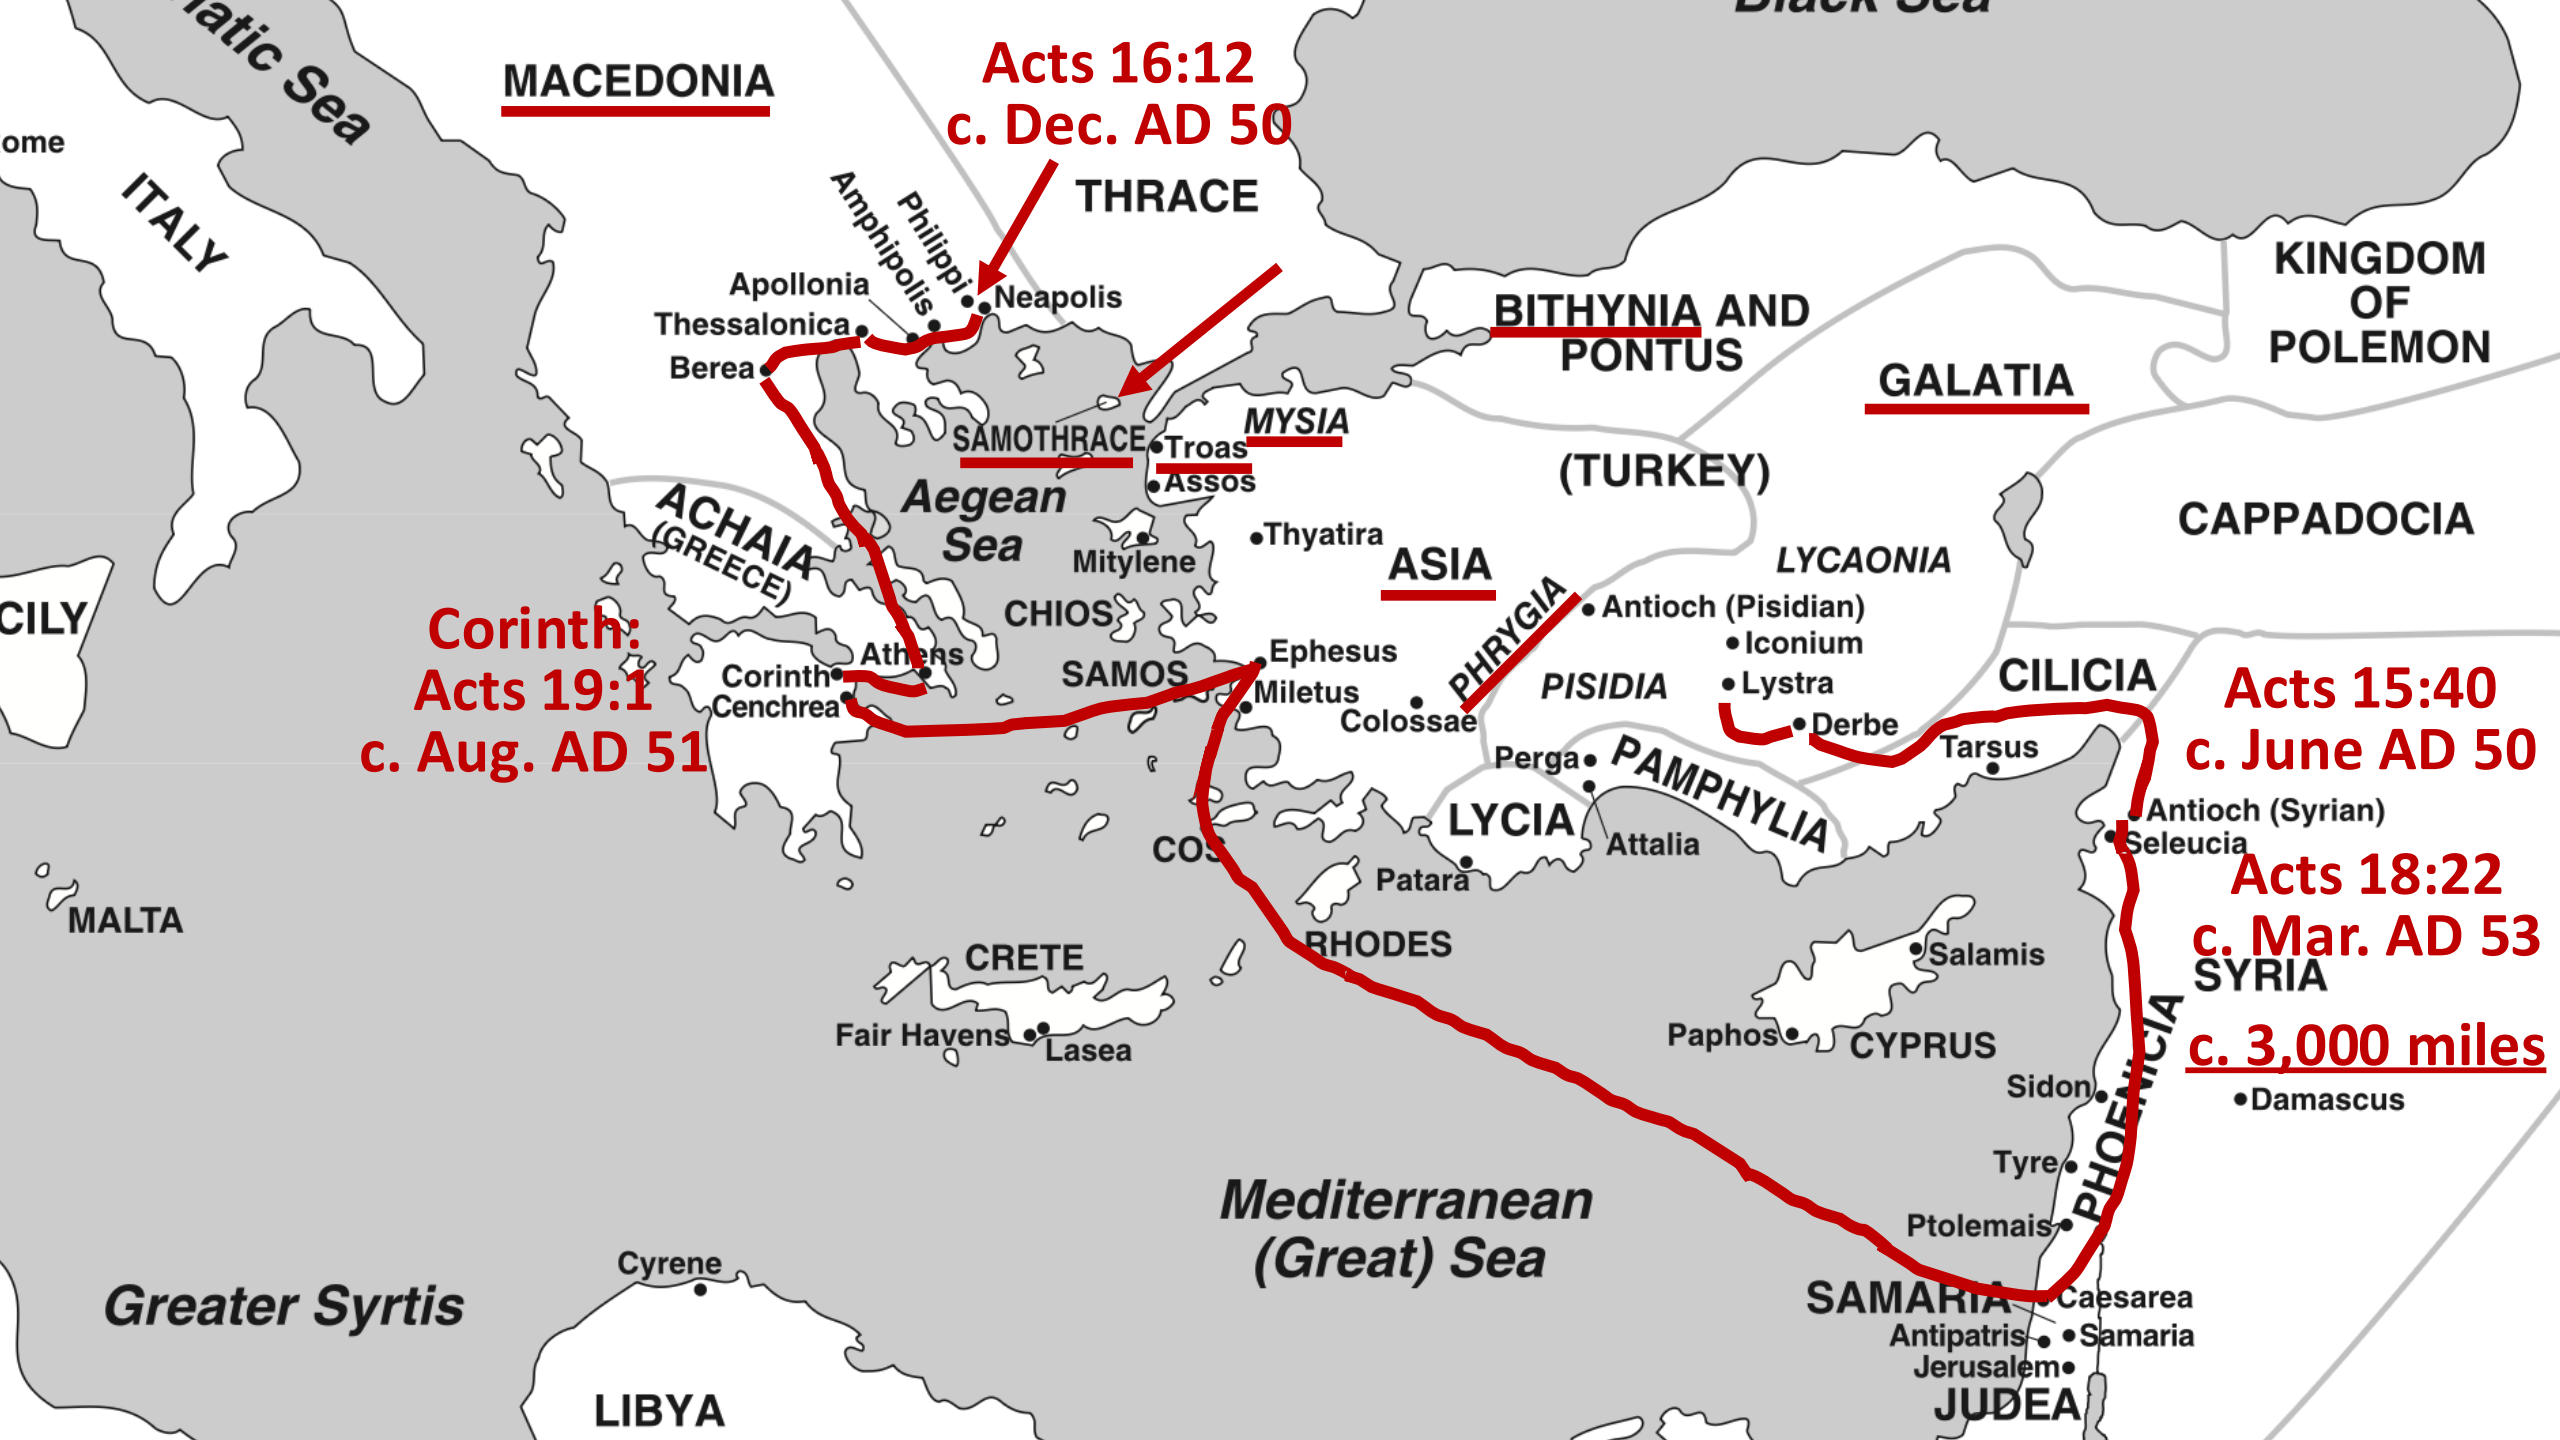 Black Sea
Sea
MACEDONIA
Acts 16:12
c. Dec. AD 50
ITALY
THRACE
Philippi
Amphipolis
Apollonia
Neapolis
Thessalonica
Berea
KINGDOM
OF
POLEMON
BITHYNIA AND
PONTUS
GALATIA
MYSIA
SAMOTHRACE
Troas
Assos
(TURKEY)
Aegean
Sea
ACHAIA
(GREECE)
CAPPADOCIA
Thyatira
Mitylene
ASIA
LYCAONIA
CHIOS
PHRYGIA
Antioch (Pisidian)
Iconium
CILY
Corinth:
Acts 19:1
c. Aug. AD 51
Athens
Corinth
Cenchrea
SAMOS
Ephesus
Miletus
Colossae
PISIDIA
Lystra
Derbe
CILICIA
Tarsus
Acts 15:40
c. June AD 50
Perga
PAMPHYLIA
LYCIA
Attalia
Patara
Antioch (Syrian)
Seleucia
Acts 18:22
c. Mar. AD 53
SYRIA
c. 3,000 miles
COS
RHODES
MALTA
CRETE
Fair Havens
Lasea
Salamis
Paphos
CYPRUS
Sidon
PHOENICIA
Damascus
Tyre
Ptolemais
Mediterranean
(Great) Sea
Cyrene
Greater Syrtis
LIBYA
SAMARIA
Caesarea
Antipatris
Samaria
Jerusalem
JUDEA